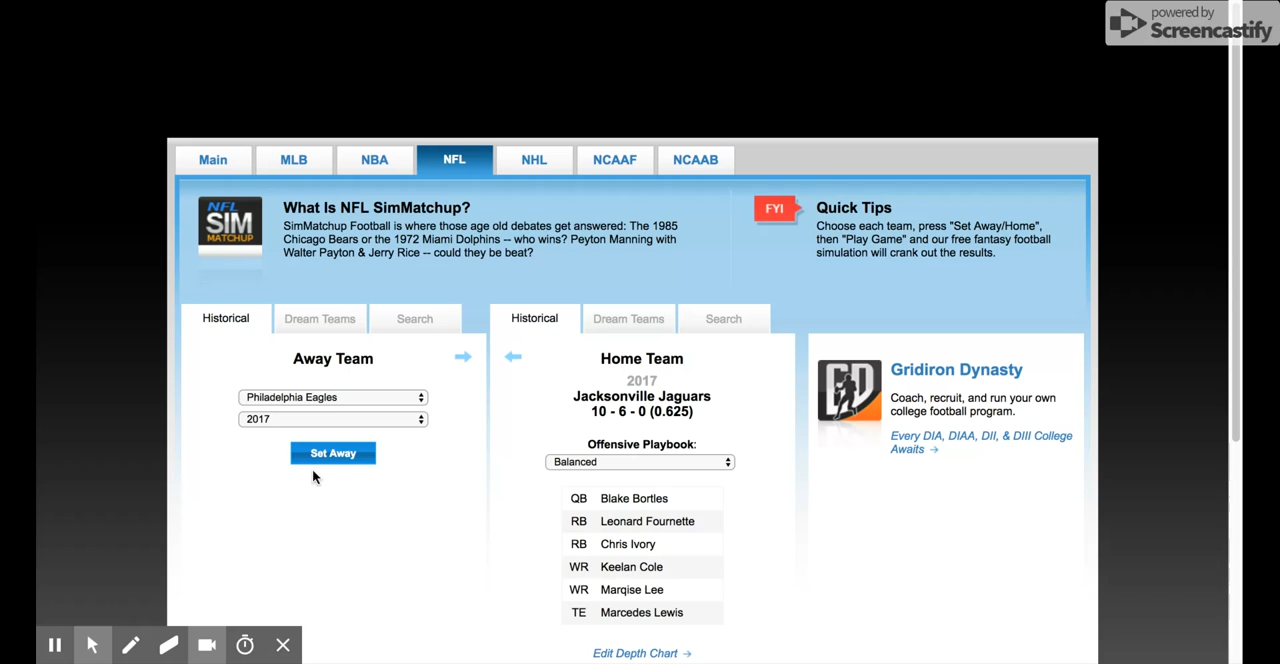 powered by
Screencastify
Main
MLB
NBA
NFL
NHL
NCAAF
NCAAB
NFL
SIM
MATCHUP
What Is NFL SimMatchup?
SimMatchup Football is where those age old debates get answered: The 1985
Chicago Bears or the 1972 Miami Dolphins -- who wins? Peyton Manning with
Walter Payton & Jerry Rice -- could they be beat?
FYI
Quick Tips
Choose each team, press "Set Away/Home",
then "Play Game" and our free fantasy football
simulation will crank out the results.
Historical
Dream Teams
Search
Away Team
Philadelphia Eagles
2017
Set Away
Historical
Dream Teams
Search
Home Team
2017
Jacksonville Jaguars
10 - 6 - 0 (0.625)
Offensive Playbook:
Balanced
QB Blake Bortles
RB Leonard Fournette
RB Chris Ivory
WR Keelan Cole
WR Marqise Lee
TE Marcedes Lewis
Edit Depth Chart →
GD
Gridiron Dynasty
Coach, recruit, and run your own
college football program.
Every DIA, DIAA, DII, & DIII College
Awaits →